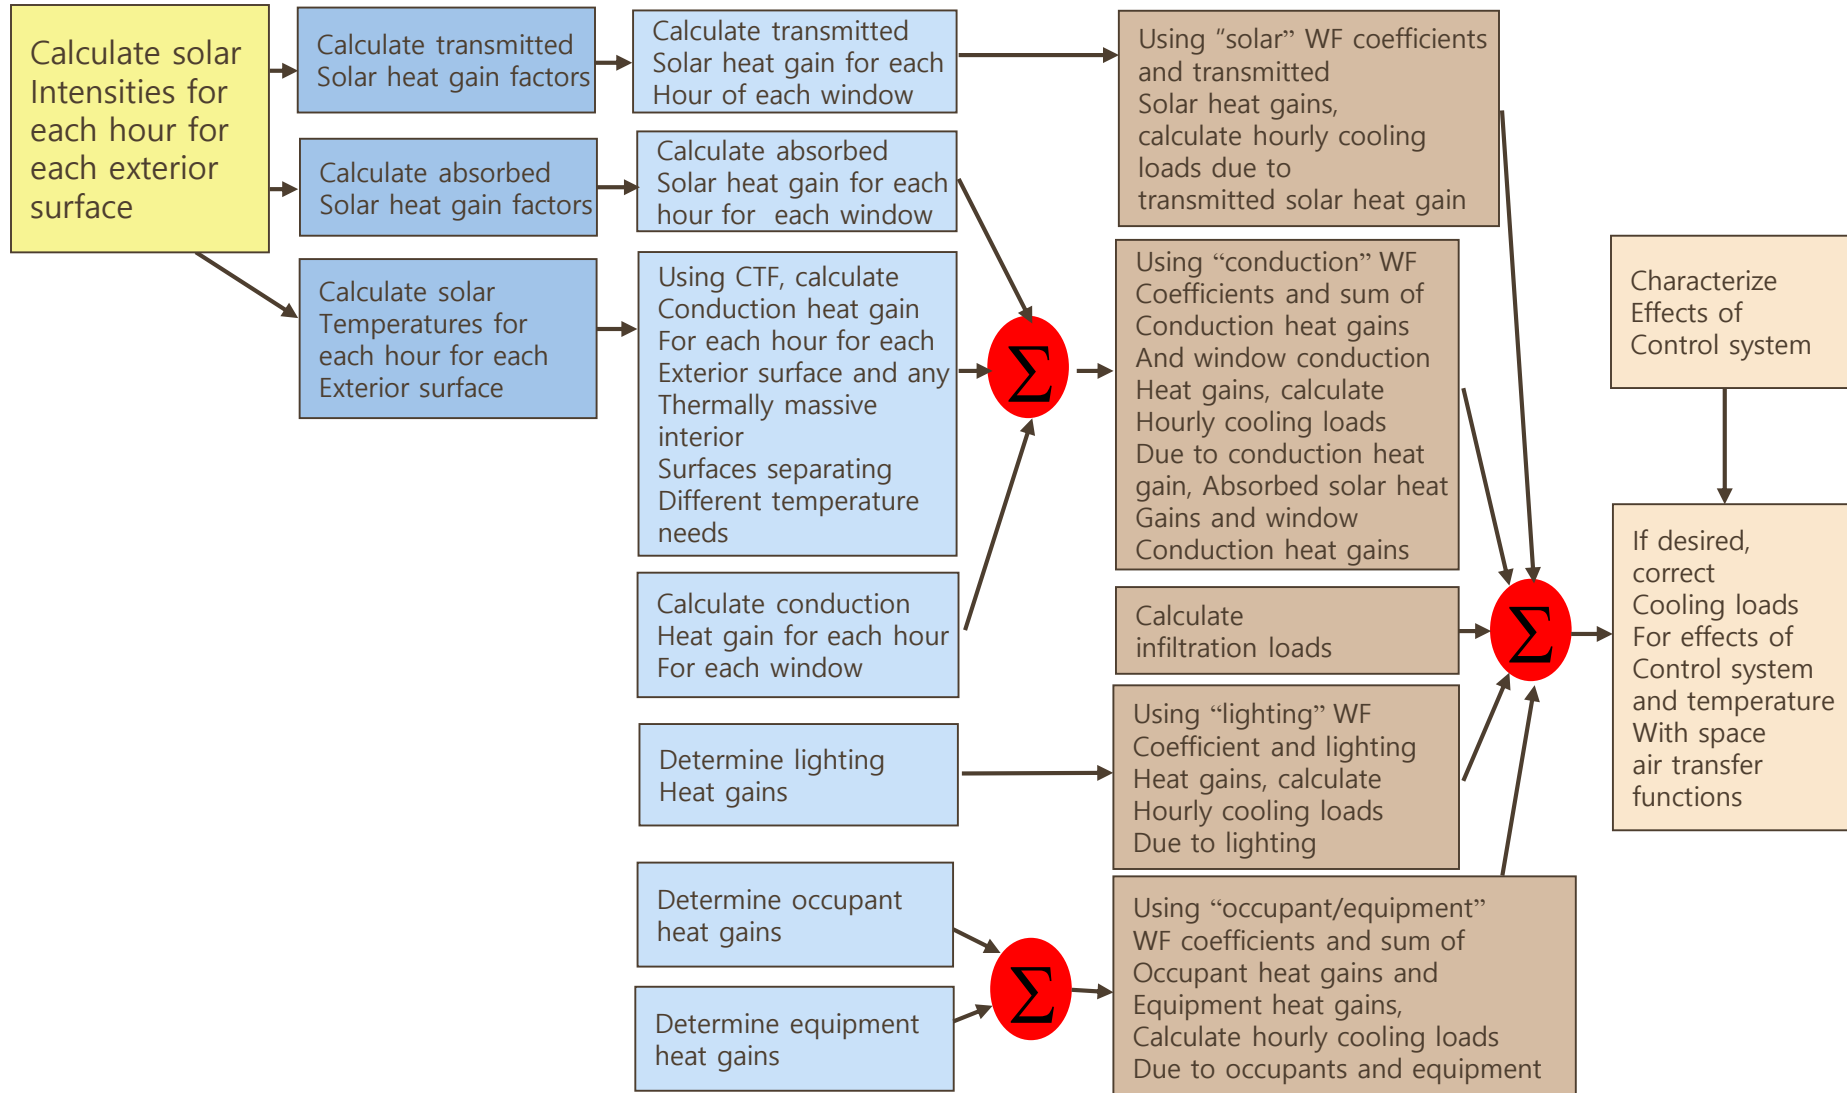 Calculate solar
Intensities for
each hour for
each exterior
surface
Calculate transmitted
Solar heat gain factors
Calculate absorbed
Solar heat gain factors
Calculate solar
Temperatures for
each hour for each
Exterior surface
Calculate transmitted
Solar heat gain for each
Hour of each window
Calculate absorbed
Solar heat gain for each
hour for each window
Using CTF, calculate
Conduction heat gain
For each hour for each
Exterior surface and any
Thermally massive
interior
Surfaces separating
Different temperature
needs
Calculate conduction
Heat gain for each hour
For each window
Determine lighting
Heat gains
Determine occupant
heat gains
Determine equipment
heat gains
Σ
Σ
Using “solar” WF coefficients
and transmitted
Solar heat gains,
calculate hourly cooling
loads due to
transmitted solar heat gain
Using “conduction” WF
Coefficients and sum of
Conduction heat gains
And window conduction
Heat gains, calculate
Hourly cooling loads
Due to conduction heat
gain, Absorbed solar heat
Gains and window
Conduction heat gains
Calculate
infiltration loads
Using “lighting” WF
Coefficient and lighting
Heat gains, calculate
Hourly cooling loads
Due to lighting
Using “occupant/equipment”
WF coefficients and sum of
Occupant heat gains and
Equipment heat gains,
Calculate hourly cooling loads
Due to occupants and equipment
Σ
Characterize
Effects of
Control system
If desired,
correct
Cooling loads
For effects of
Control system
and temperature
With space
air transfer
functions